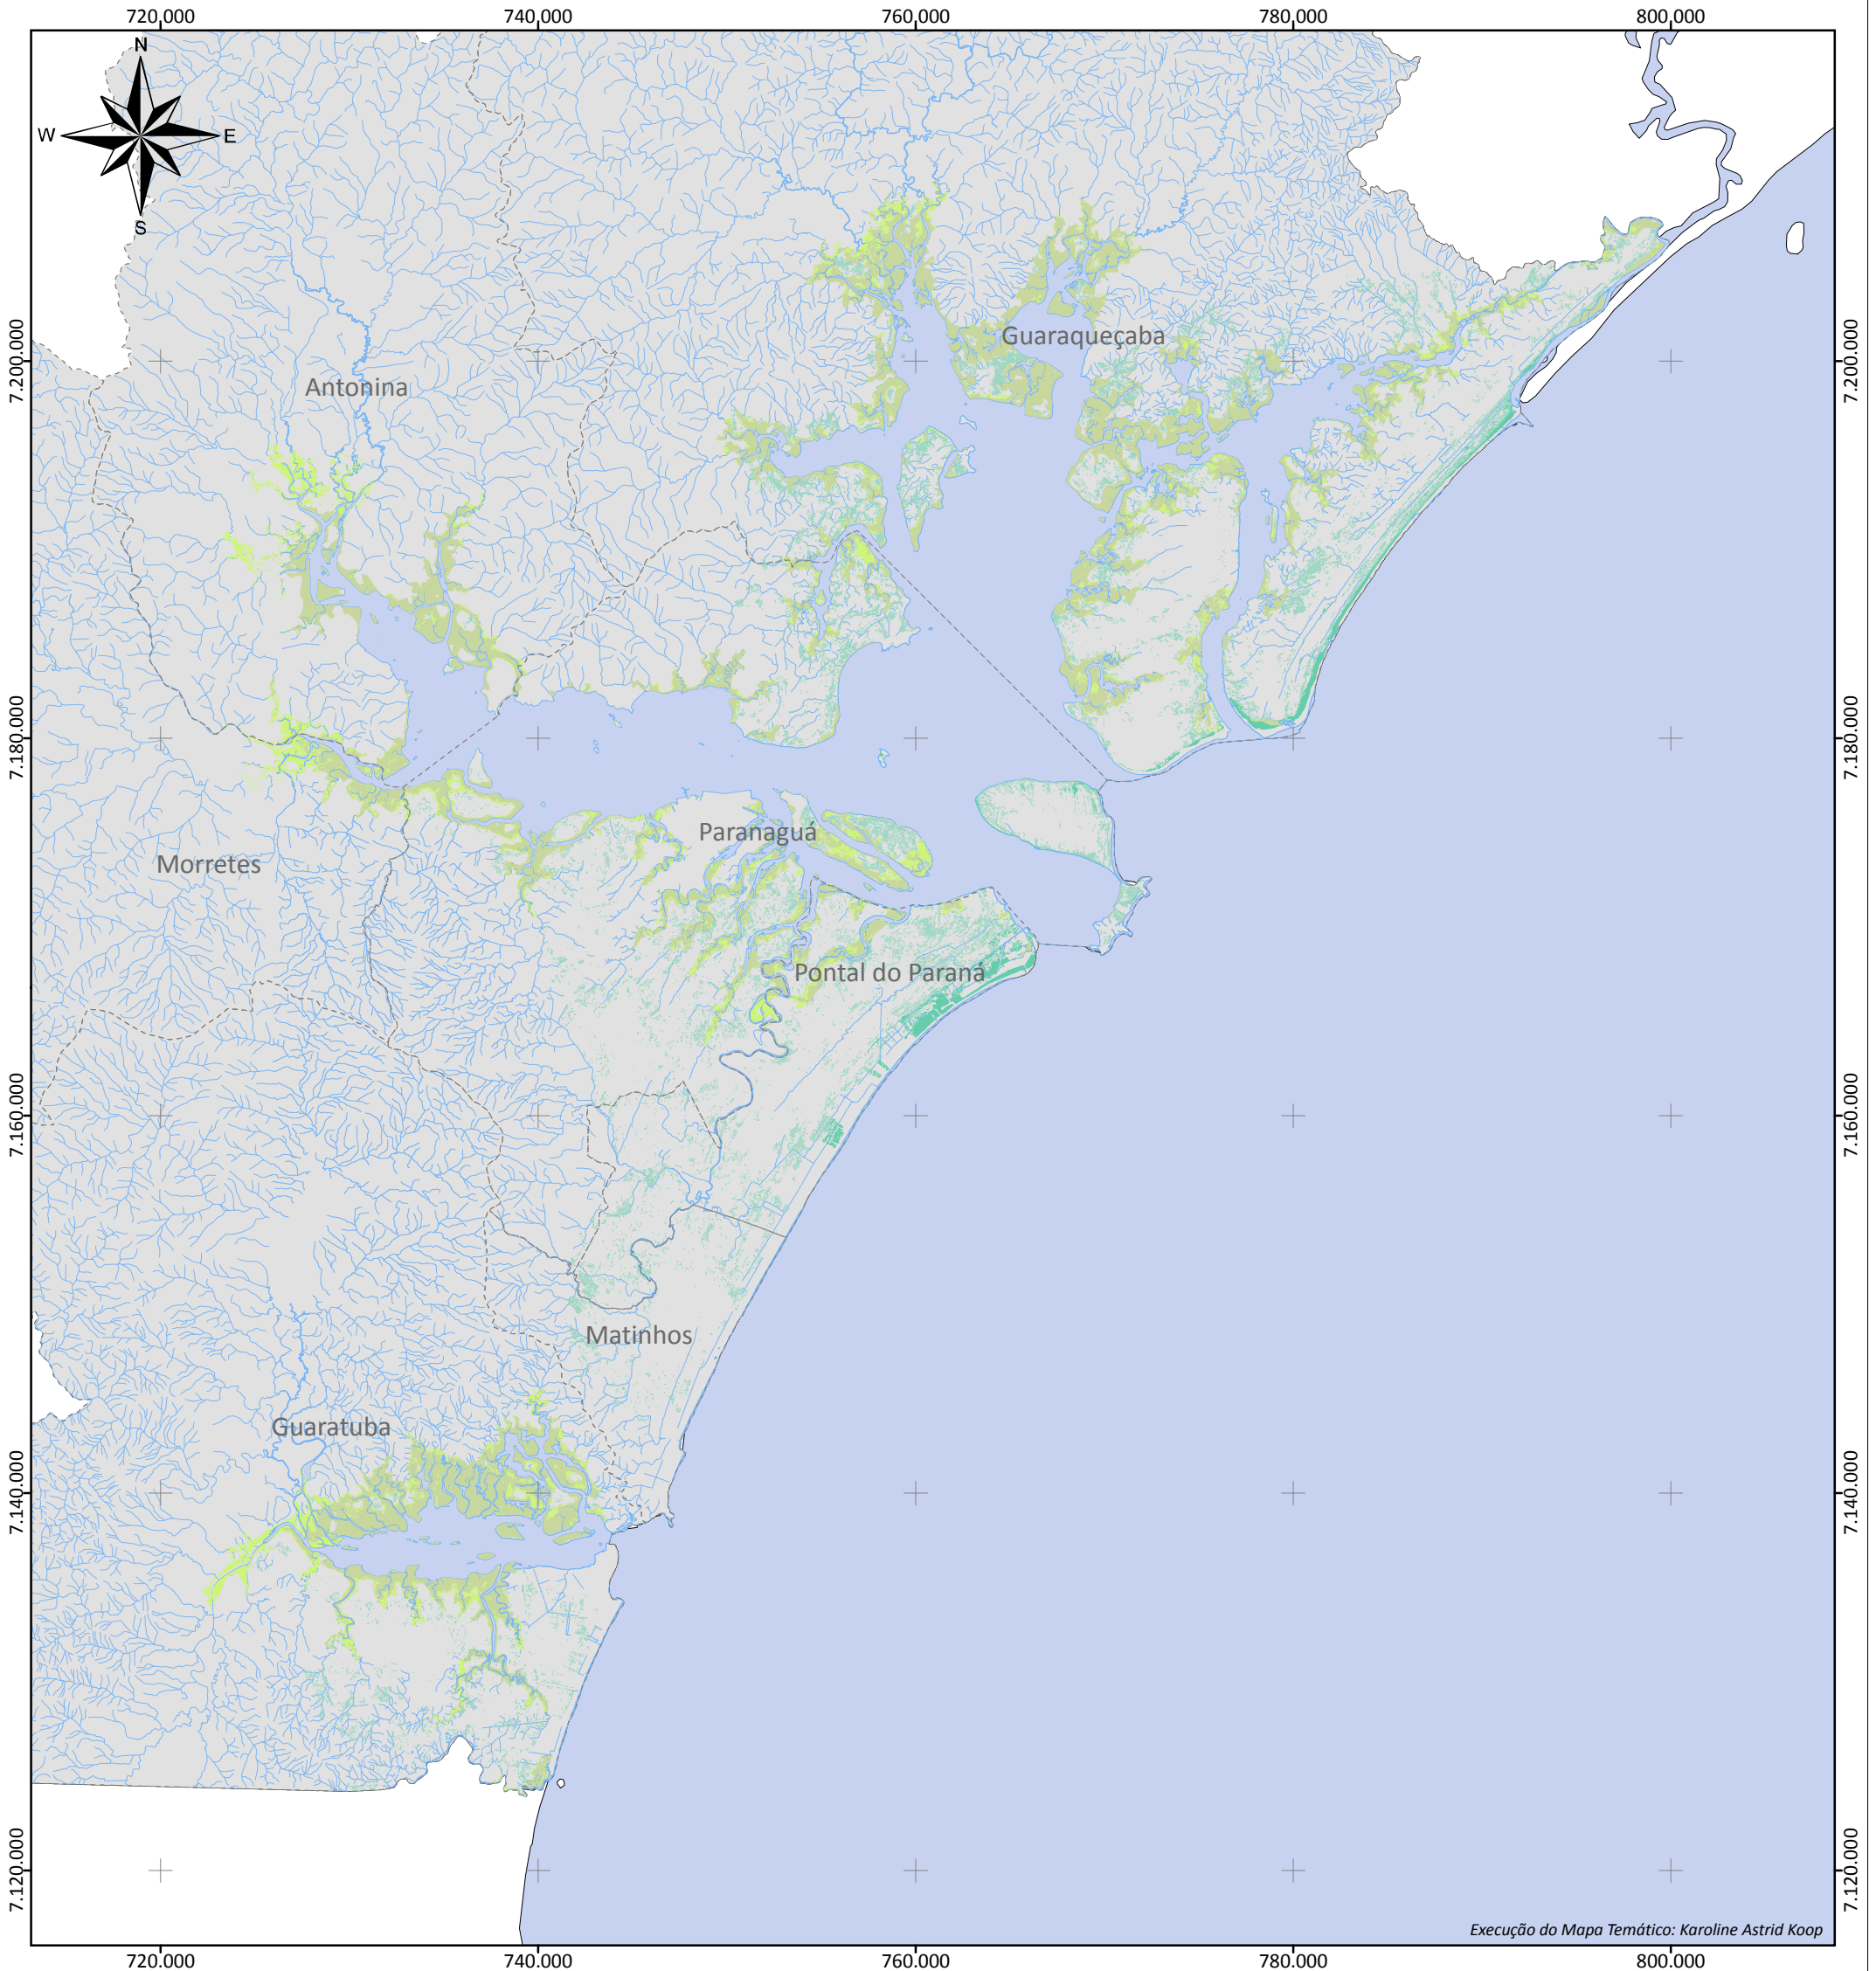 720.000 740.000 760.000 780.000 800.000
N
W E
S
7.200.000 7.200.000
Guaraqueçaba
Antonina
7.180.000 7.180.000
Paranaguá
Morretes
Pontal do Paraná
7.160.000 7.160.000
Matinhos
Guaratuba
7.140.000 7.140.000
7.120.000 7.120.000
Execução do Mapa Temático: Karoline Astrid Koop
720.000 740.000 760.000 780.000 800.000